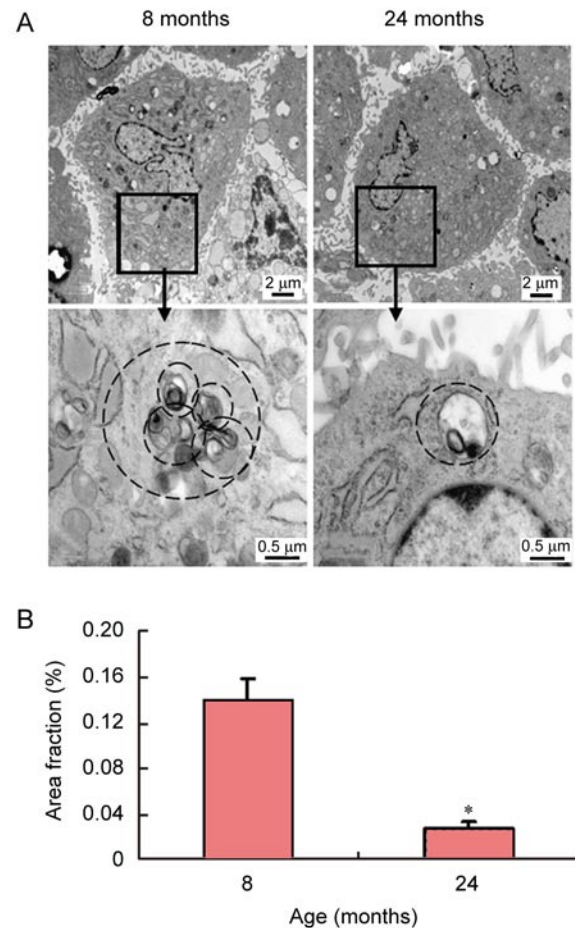 A
8 months
24 months
2 μm
2 μm
0.5 μm
0.5 μm
B
Area fraction (%)
0.20
0.16
0.12
0.08
0.04
0
*
8
24
Age (months)